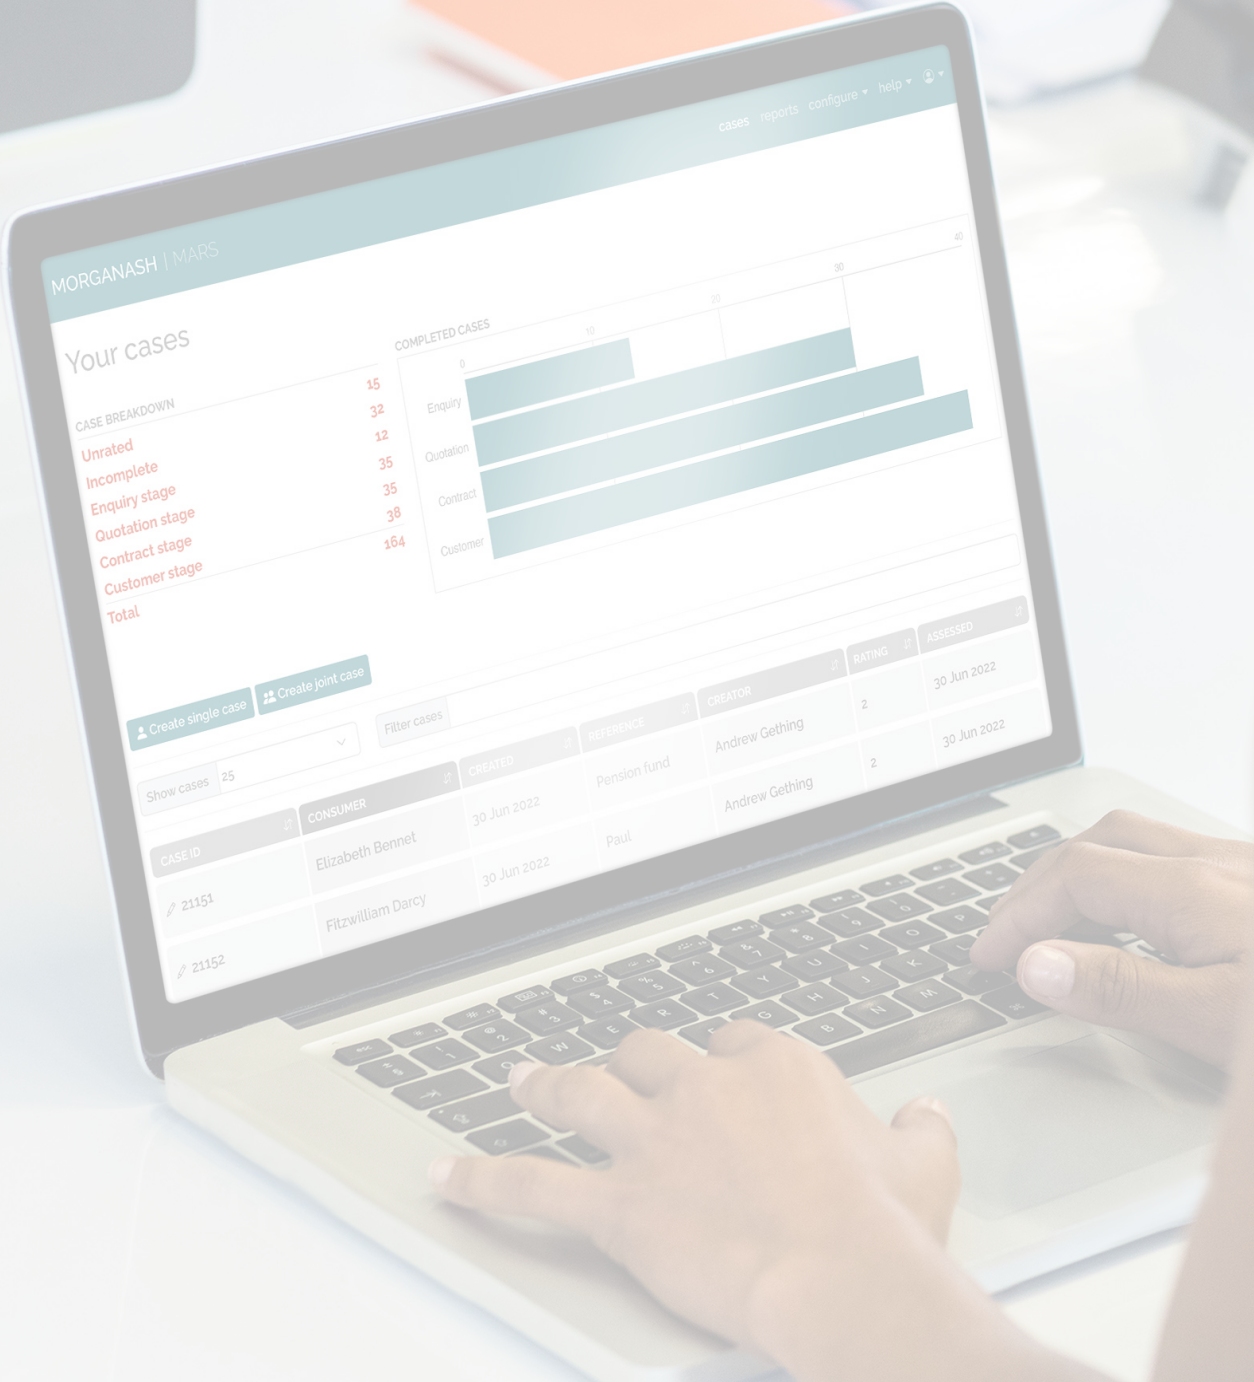 cases reports configure help
MORGANASH | MARS
Your cases
CASE BREAKDOWN
Unrated 15
Incomplete 32
Enquiry stage 12
Quotation stage 35
Contract stage 35
Customer stage 38
Total 164
COMPLETED CASES
0 10 20 30 40
Enquiry
Quotation
Contract
Customer
Create single case Create joint case
Show cases 25 Filter cases
CASE ID CONSUMER CREATED REFERENCE CREATOR RATING ASSESSED
21151 Elizabeth Bennet 30 Jun 2022 Pension fund Andrew Gething 2 30 Jun 2022
21152 Fitzwilliam Darcy 30 Jun 2022 Paul Andrew Gething 2 30 Jun 2022